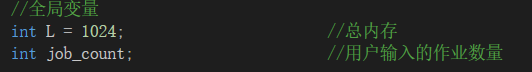 //全局变量
int L = 1024; //总内存
int job_count; //用户输入的作业数量